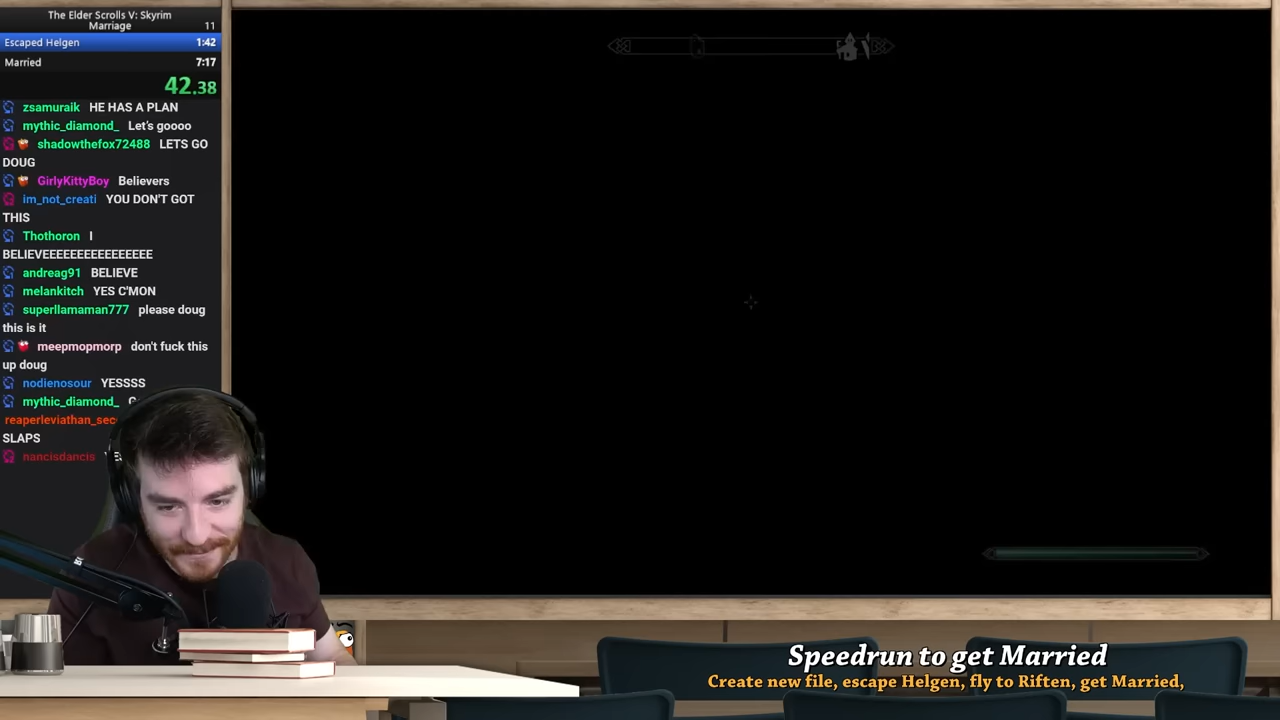 The Elder Scrolls V: Skyrim
Marriage 11
Escaped Helgen 1:42
Married 7:17
42.38
zsamuraik HE HAS A PLAN
mythic_diamond_ Let's goooo
shadowthefox72488 LETS GO
DOUG
GirlyKittyBoy Believers
im_not_creati YOU DON'T GOT
THIS
Thothoron I
BELIEVEEEEEEEEEEEEEEEE
andreag91 BELIEVE
melankitch YES C'MON
superllamaman777 please doug
this is it
meepmopmorp don't fuck this
up doug
nodienosour YESSSS
mythic_diamond_
SLAPS
nancisdancis
Speedrun to get Married
Create new file, escape Helgen, fly to Riften, get Married,